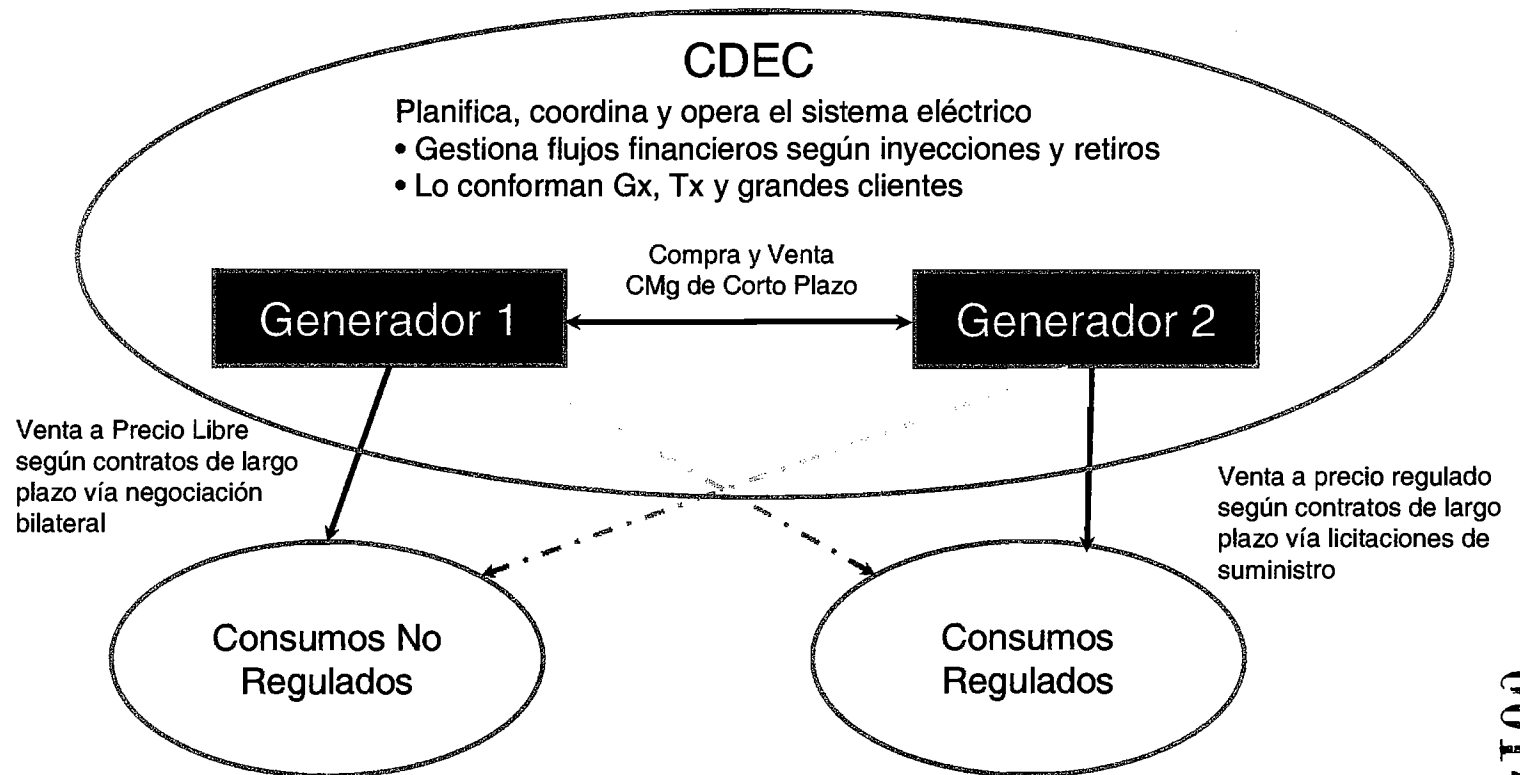 CDEC
Planifica, coordina y opera el sistema eléctrico
• Gestiona flujos financieros según inyecciones y retiros
• Lo conforman Gx, Tx y grandes clientes
Compra y Venta
CMg de Corto Plazo
Generador 1
Generador 2
Venta a Precio Libre
según contratos de largo
plazo vía negociación
bilateral
Venta a precio regulado
según contratos de largo
plazo vía licitaciones de
suministro
Consumos No
Regulados
Consumos
Regulados